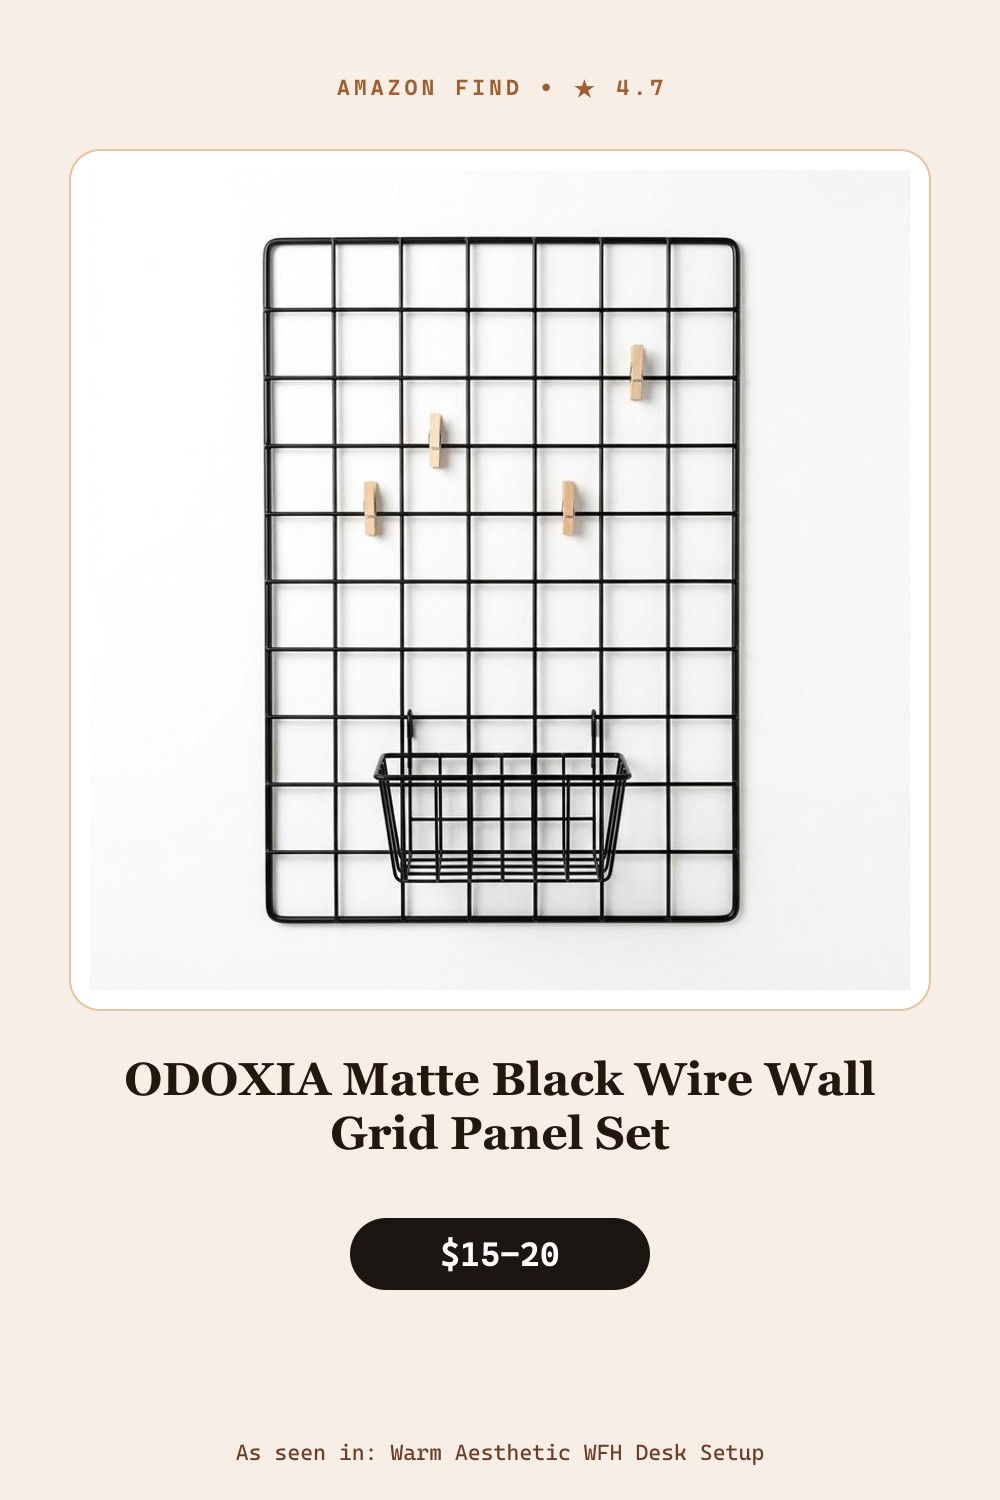 AMAZON FIND • ★ 4.7
ODOXIA Matte Black Wire Wall
Grid Panel Set
$15–20
As seen in: Warm Aesthetic WFH Desk Setup